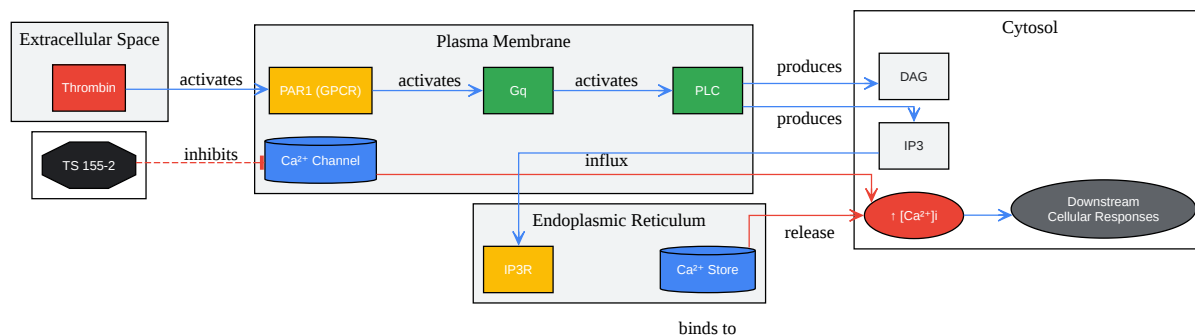 Extracellular Space
Thrombin
activates
Plasma Membrane
PAR1 (GPCR)
activates
Gq
activates
PLC
produces
produces
Cytosol
DAG
IP3
TS 155-2
inhibits
Ca²⁺ Channel
influx
↑ [Ca²⁺]i
Downstream
Cellular Responses
Endoplasmic Reticulum
IP3R
Ca²⁺ Store
release
binds to